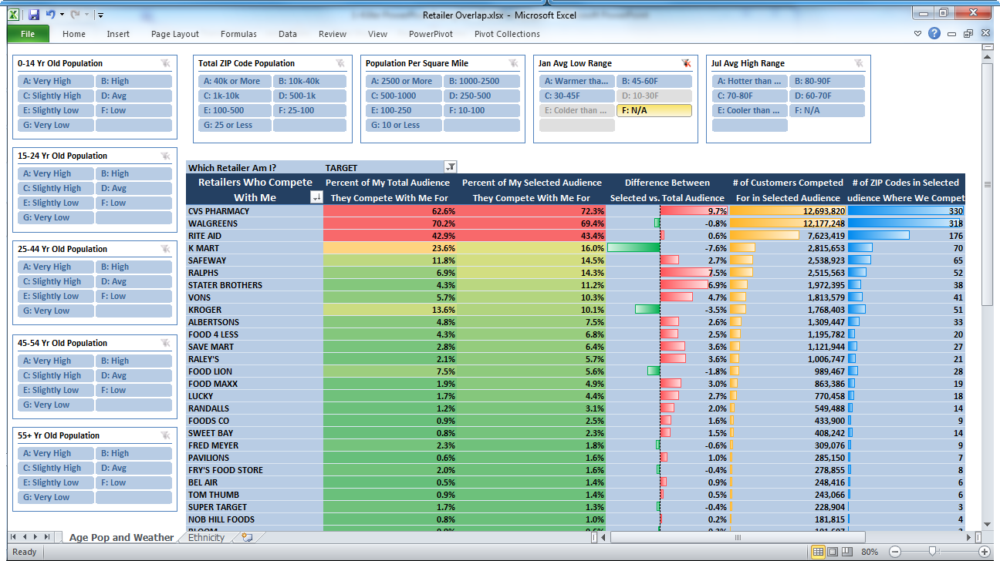 Retailer Overlap.xlsx - Microsoft Excel
File Home Insert Page Layout Formulas Data Review View PowerPivot Pivot Collections
0-14 Yr Old Population
A: Very High B: High
C: Slightly High D: Avg
E: Slightly Low F: Low
G: Very Low
Total ZIP Code Population
A: 40k or More B: 10k-40k
C: 1k-10k D: 500-1k
E: 100-500 F: 25-100
G: 25 or Less
Population Per Square Mile
A: 2500 or More B: 1000-2500
C: 500-1000 D: 250-500
E: 100-250 F: 10-100
G: 10 or Less
Jan Avg Low Range
A: Warmer tha... B: 45-60F
C: 30-45F D: 10-30F
E: Colder than ... F: N/A
Jul Avg High Range
A: Hotter than ... B: 80-90F
C: 70-80F D: 60-70F
E: Cooler than ... F: N/A
15-24 Yr Old Population
A: Very High B: High
C: Slightly High D: Avg
E: Slightly Low F: Low
G: Very Low
25-44 Yr Old Population
A: Very High B: High
C: Slightly High D: Avg
E: Slightly Low F: Low
G: Very Low
45-54 Yr Old Population
A: Very High B: High
C: Slightly High D: Avg
E: Slightly Low F: Low
G: Very Low
55+ Yr Old Population
A: Very High B: High
C: Slightly High D: Avg
E: Slightly Low F: Low
G: Very Low
Which Retailer Am I? TARGET
Retailers Who Compete Percent of My Total Audience Percent of My Selected Audience Difference Between # of Customers Competed # of ZIP Codes in Selected
With Me They Compete With Me For They Compete With Me For Selected vs. Total Audience For in Selected Audience udience Where We Compet
CVS PHARMACY 62.6% 72.3% 9.7% 12,693,820 330
WALGREENS 70.2% 69.4% -0.8% 12,177,248 318
RITE AID 42.9% 43.4% 0.6% 7,623,419 176
K MART 23.6% 16.0% -7.6% 2,815,653 70
SAFEWAY 11.8% 14.5% 2.7% 2,538,923 65
RALPHS 6.9% 14.3% 7.5% 2,515,563 52
STATER BROTHERS 4.3% 11.2% 6.9% 1,972,395 38
VONS 5.7% 10.3% 4.7% 1,813,579 41
KROGER 13.6% 10.1% -3.5% 1,768,403 51
ALBERTSONS 4.8% 7.5% 2.6% 1,309,447 33
FOOD 4 LESS 4.3% 6.8% 2.5% 1,195,782 20
SAVE MART 2.8% 6.4% 3.6% 1,121,944 27
RALEY'S 2.1% 5.7% 3.6% 1,006,747 21
FOOD LION 7.5% 5.6% -1.8% 989,467 28
FOOD MAXX 1.9% 4.9% 3.0% 863,386 19
LUCKY 1.7% 4.4% 2.7% 770,458 18
RANDALLS 1.2% 3.1% 2.0% 549,488 14
FOODS CO 0.9% 2.5% 1.6% 433,900 9
SWEET BAY 0.8% 2.3% 1.5% 408,242 14
FRED MEYER 2.3% 1.8% -0.6% 309,076 9
PAVILIONS 0.6% 1.6% 1.0% 285,150 7
FRY'S FOOD STORE 2.0% 1.6% -0.4% 278,855 8
BEL AIR 0.5% 1.4% 0.9% 248,416 6
TOM THUMB 0.9% 1.4% 0.5% 243,066 6
SUPER TARGET 1.7% 1.3% -0.4% 228,904 3
NOB HILL FOODS 0.8% 1.0% 0.2% 181,815 4
Age Pop and Weather Ethnicity
Ready 80%